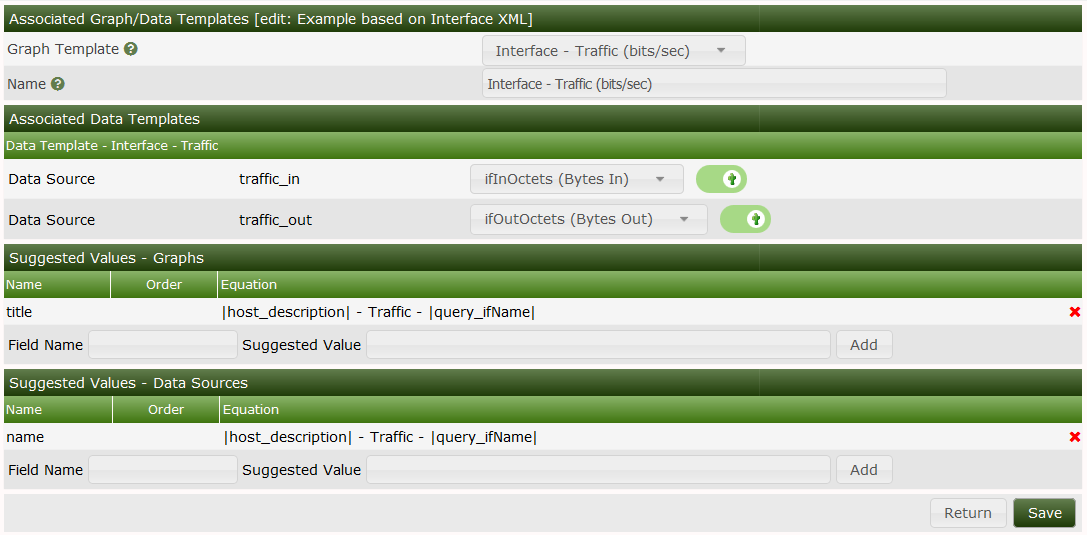 Associated Graph/Data Templates [edit: Example based on Interface XML]
Graph Template Interface - Traffic (bits/sec)
Name Interface - Traffic (bits/sec)
Associated Data Templates
Data Template - Interface - Traffic
Data Source traffic_in ifInOctets (Bytes In)
Data Source traffic_out ifOutOctets (Bytes Out)
Suggested Values - Graphs
Name Order Equation
title |host_description| - Traffic - |query_ifName|
Field Name Suggested Value Add
Suggested Values - Data Sources
Name Order Equation
name |host_description| - Traffic - |query_ifName|
Field Name Suggested Value Add
Return Save